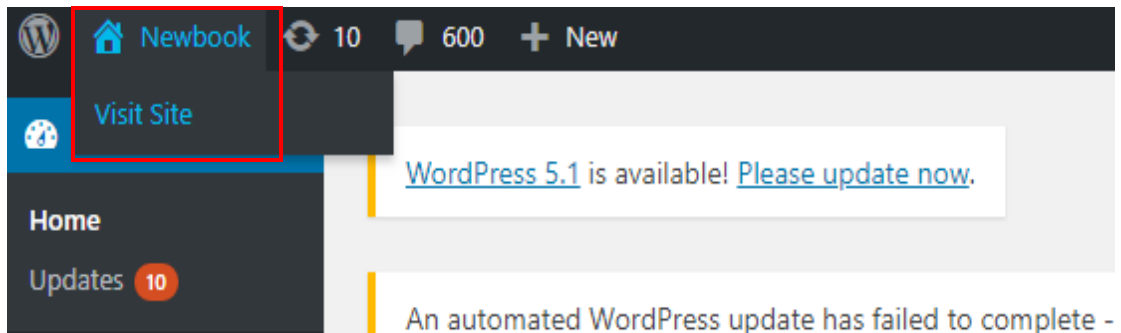 Newbook 10 600 + New
Visit Site
WordPress 5.1 is available! Please update now.
Home
Updates 10
An automated WordPress update has failed to complete -